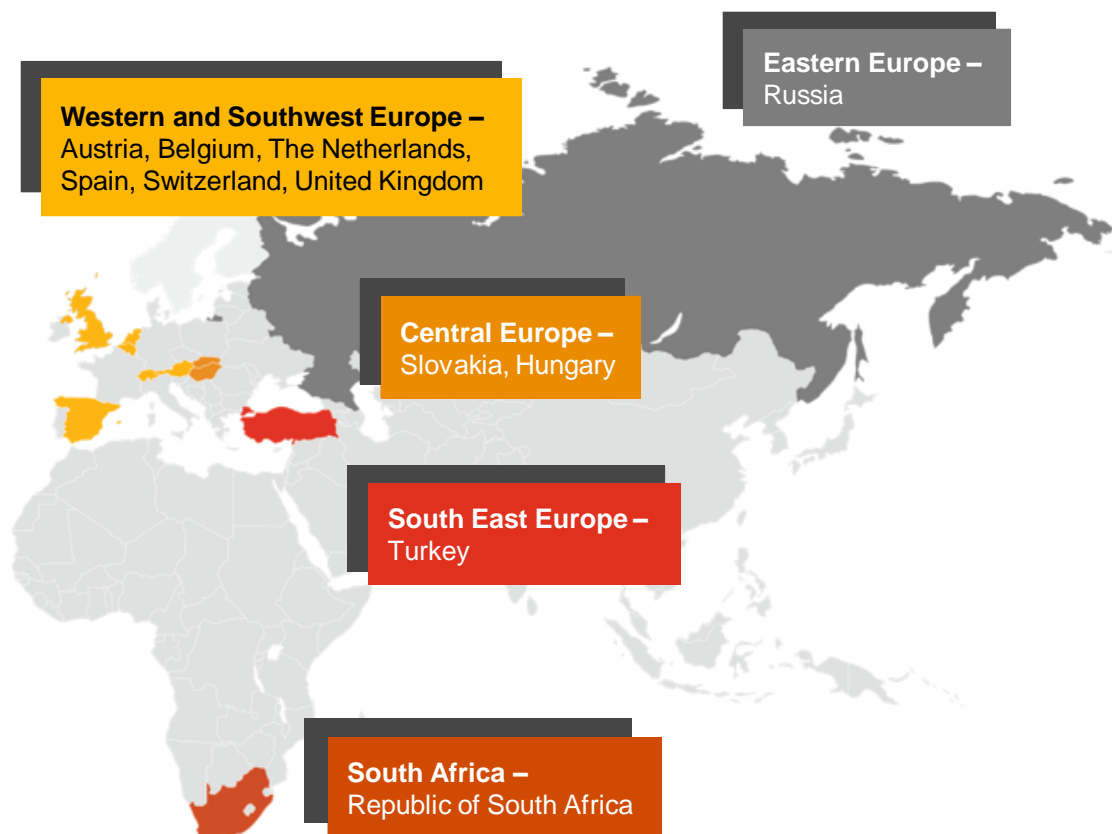 Eastern Europe –
Russia
Western and Southwest Europe –
Austria, Belgium, The Netherlands,
Spain, Switzerland, United Kingdom
Central Europe –
Slovakia, Hungary
South East Europe –
Turkey
South Africa –
Republic of South Africa